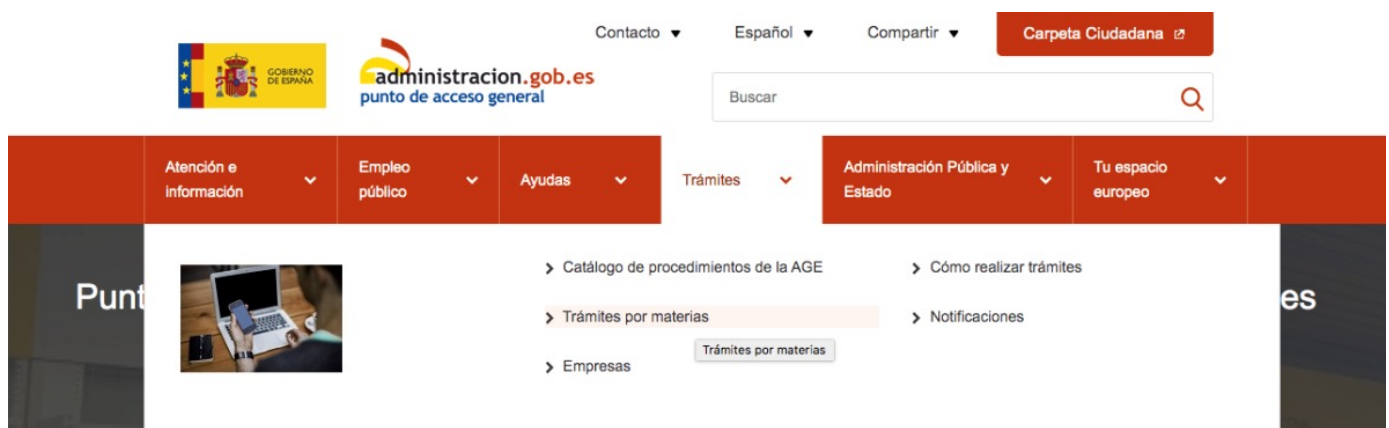 Contacto
Español
Compartir
Carpeta Ciudadana
GOBIERNO
DE ESPAÑA
administracion.gob.es
punto de acceso general
Buscar
Atención e
información
Empleo
público
Ayudas
Trámites
Administración Pública y
Estado
Tu espacio
europeo
Catálogo de procedimientos de la AGE
Cómo realizar trámites
Punt
es
Trámites por materias
Notificaciones
Trámites por materias
Empresas